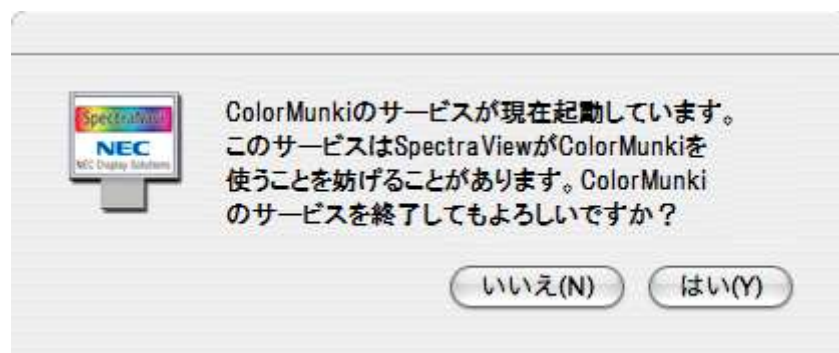 SpectraNavi
NEC
NEC Display Solutions
ColorMunkiのサービスが現在起動しています。
このサービスはSpectraViewがColorMunkiを
使うことを妨げることがあります。ColorMunki
のサービスを終了してもよろしいですか？
いいえ(N)
はい(Y)